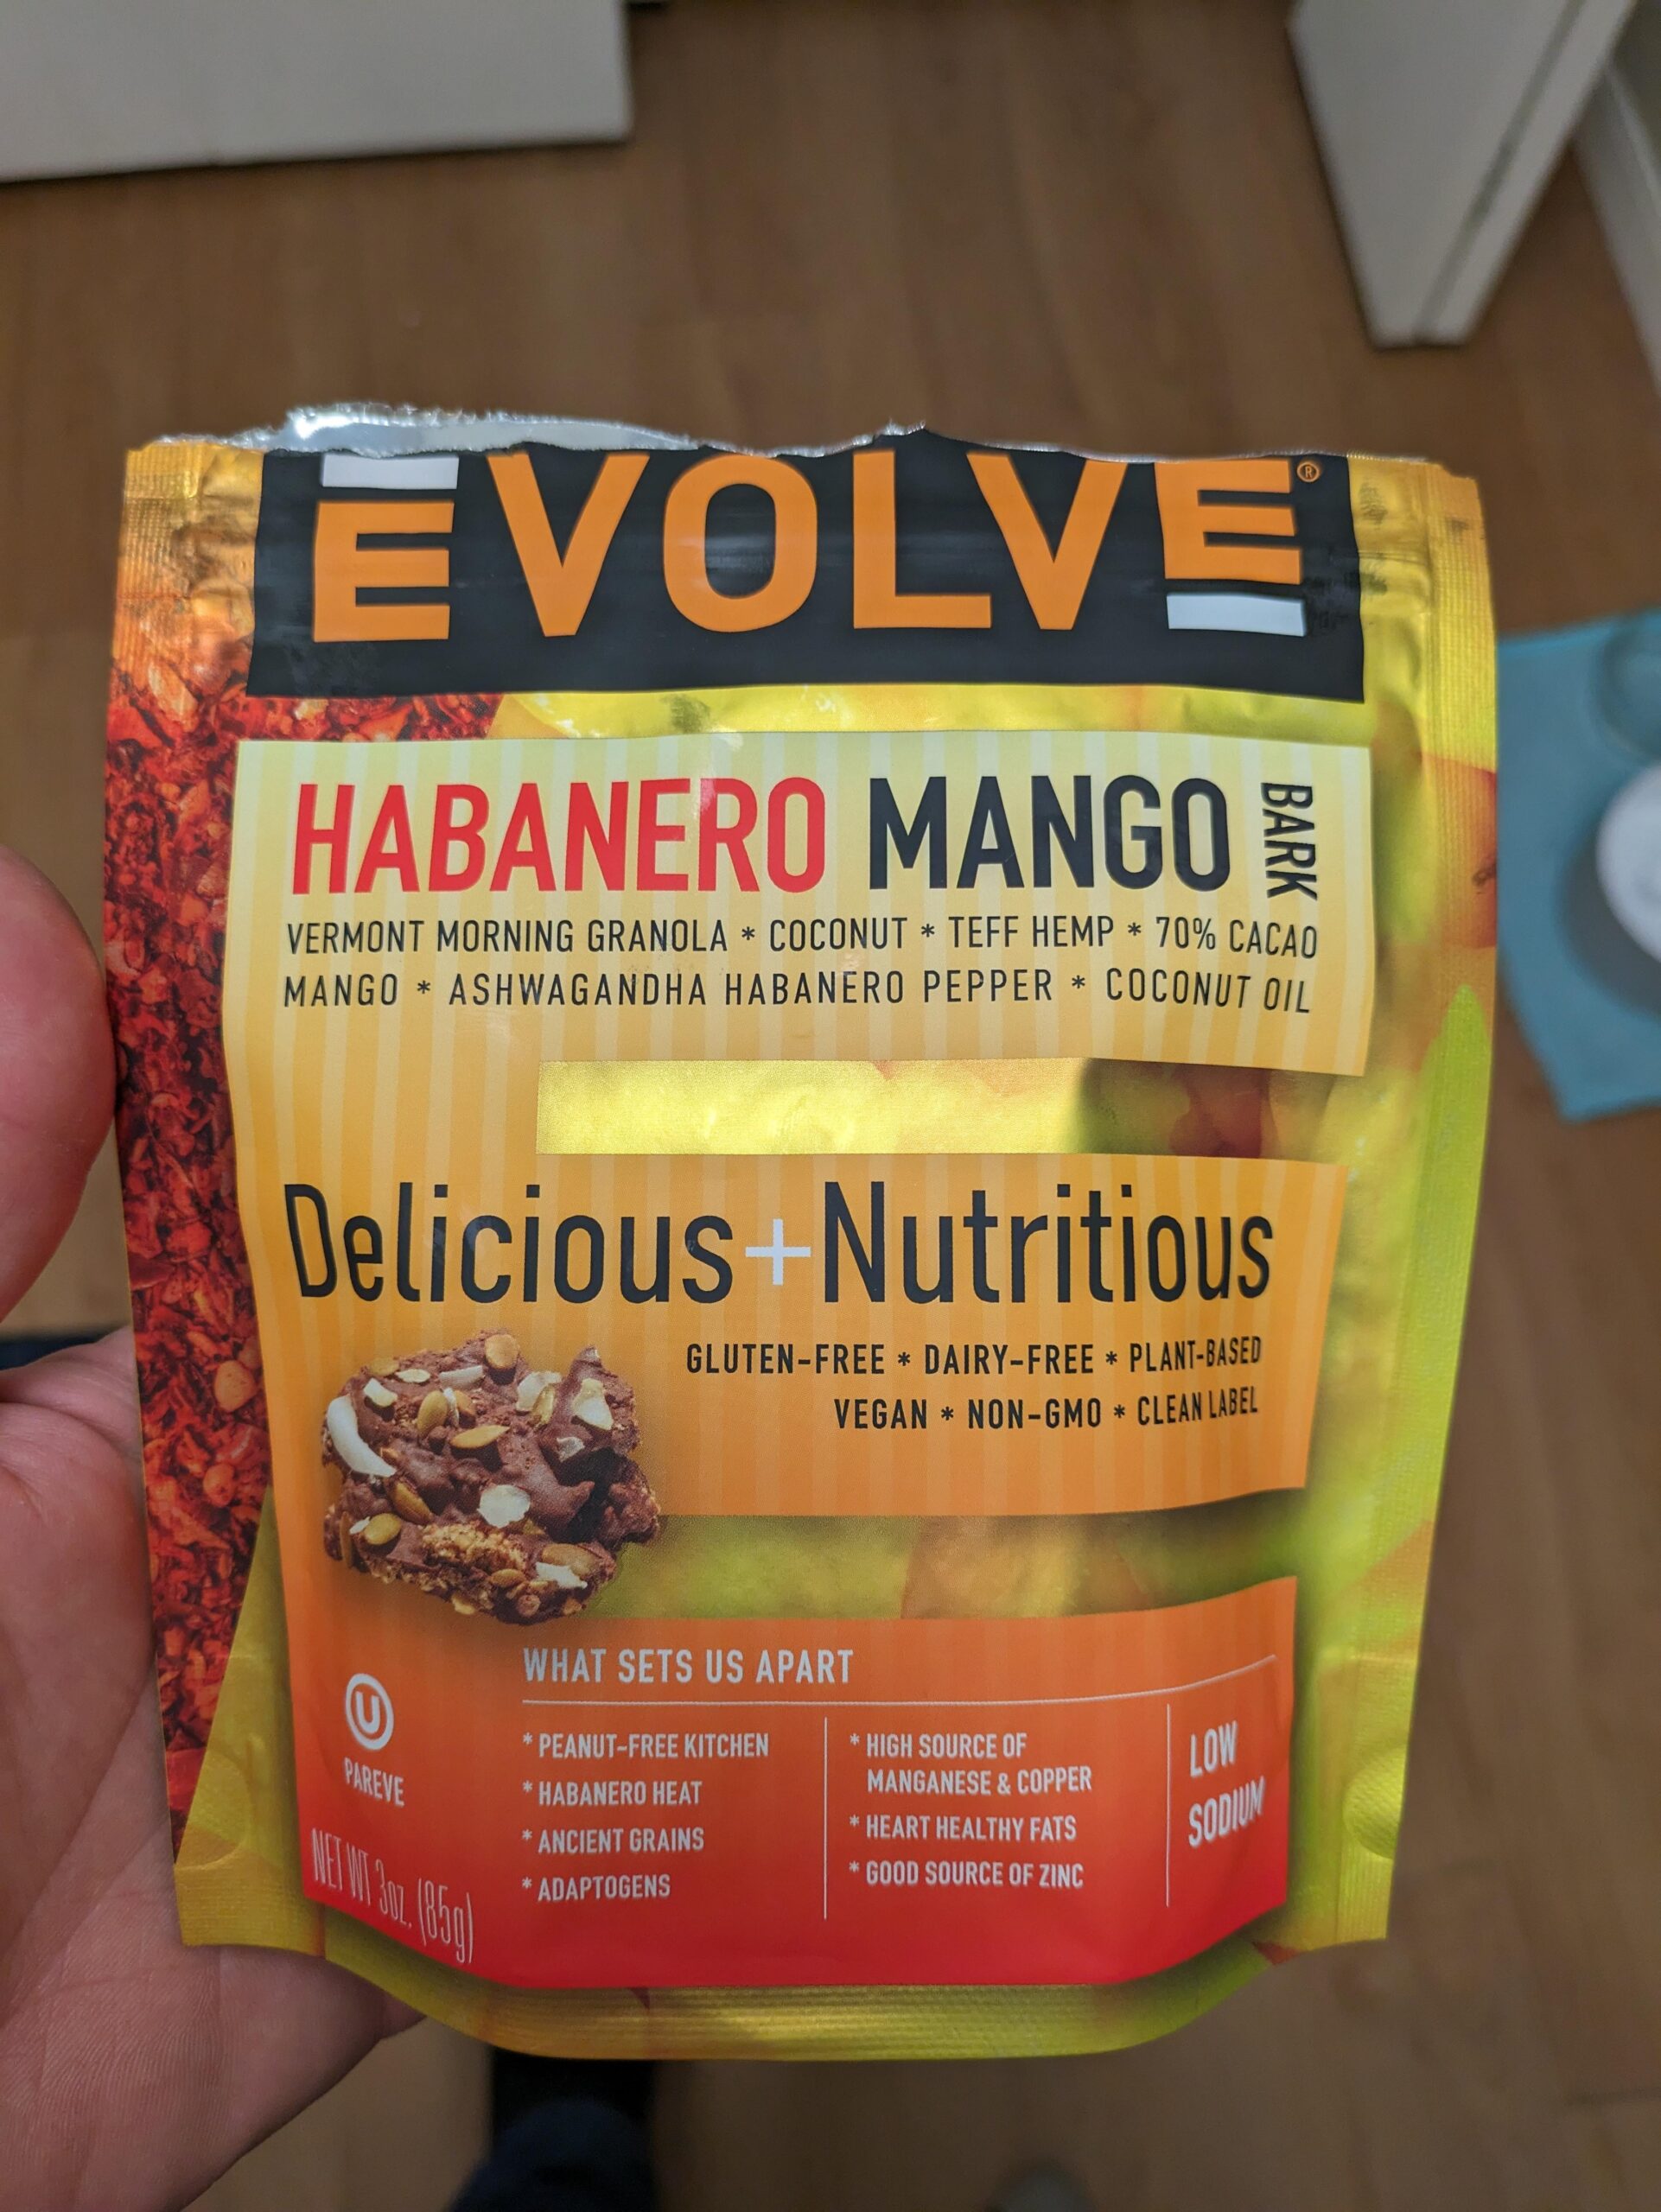 EVOLVE®
HABANERO MANGO BARK
VERMONT MORNING GRANOLA * COCONUT * TEFF HEMP * 70% CACAO
MANGO * ASHWAGANDHA HABANERO PEPPER * COCONUT OIL
Delicious+Nutritious
GLUTEN-FREE * DAIRY-FREE * PLANT-BASED
VEGAN * NON-GMO * CLEAN LABEL
WHAT SETS US APART
* PEANUT-FREE KITCHEN
* HABANERO HEAT
* ANCIENT GRAINS
* ADAPTOGENS
* HIGH SOURCE OF
MANGANESE & COPPER
* HEART HEALTHY FATS
* GOOD SOURCE OF ZINC
LOW
SODIUM
U
PAREVE
NET WT 3oz. (85g)